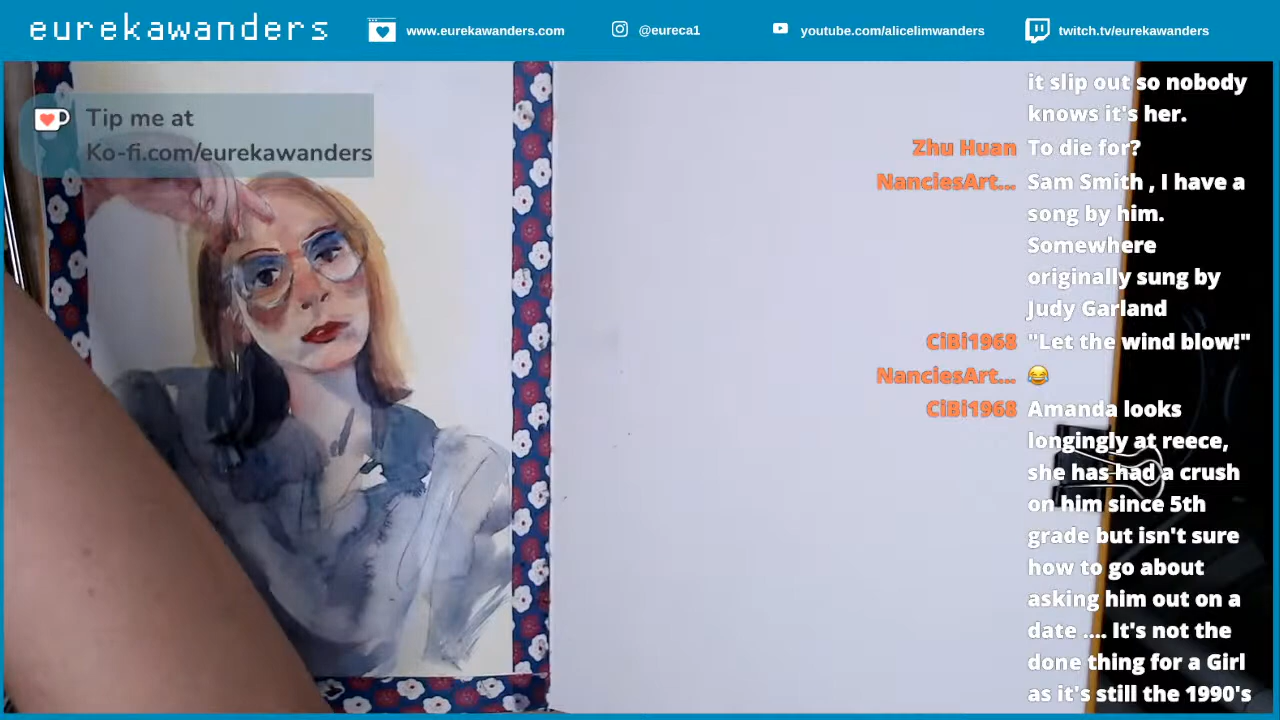 eurekawanders
www.eurekawanders.com
@eureca1
youtube.com/alicelimwanders
twitch.tv/eurekawanders
Tip me at
Ko-fi.com/eurekawanders
it slip out so nobody
knows it's her.
Zhu Huan To die for?
NanciesArt... Sam Smith , I have a
song by him.
Somewhere
originally sung by
Judy Garland
CiBi1968 "Let the wind blow!"
NanciesArt... 😂
CiBi1968 Amanda looks
longingly at reece,
she has had a crush
on him since 5th
grade but isn't sure
how to go about
asking him out on a
date .... It's not the
done thing for a Girl
as it's still the 1990's